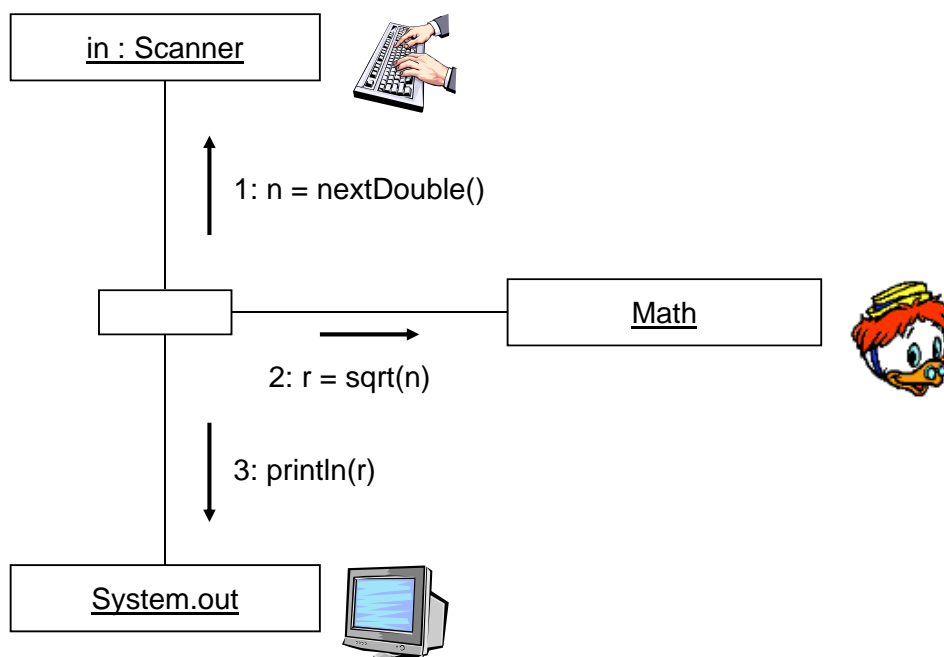 in : Scanner
1: n = nextDouble()
Math
2: r = sqrt(n)
3: println(r)
System.out